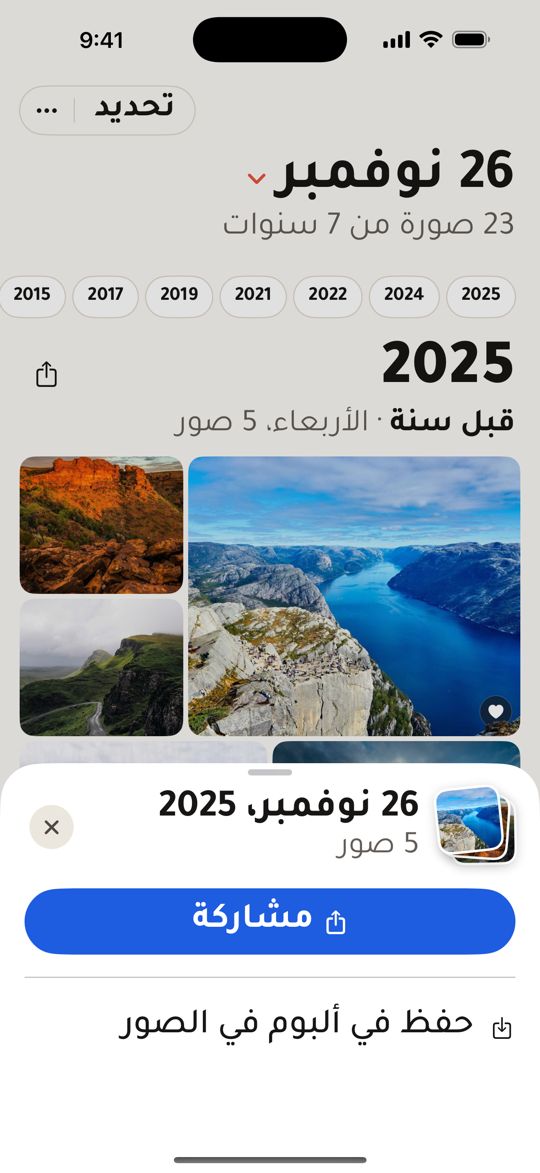 9:41
تحديد
26 نوفمبر
23 صورة من 7 سنوات
2025 2024 2022 2021 2019 2017 2015
2025
قبل سنة · الأربعاء، 5 صور
26 نوفمبر، 2025
5 صور
مشاركة
حفظ في ألبوم في الصور